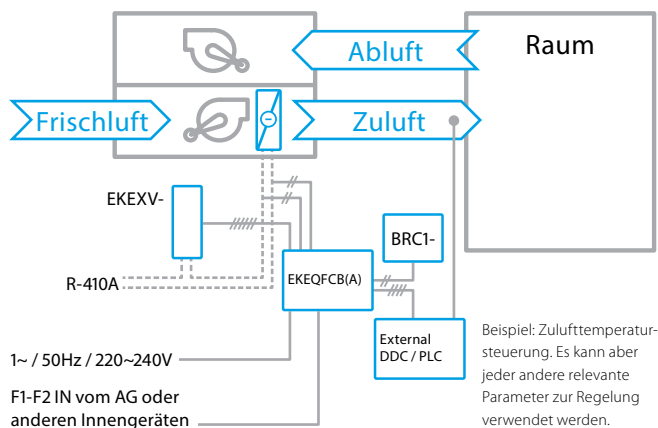 Abluft
Raum
Frischluft
Zuluft
EKEXV-
BRC1-
R-410A
EKEQFCB(A)
External
DDC / PLC
Beispiel: Zulufttemperatur-
steuerung. Es kann aber
jeder andere relevante
Parameter zur Regelung
verwendet werden.
1~ / 50Hz / 220~240V
F1-F2 IN vom AG oder
anderen Innengeräten